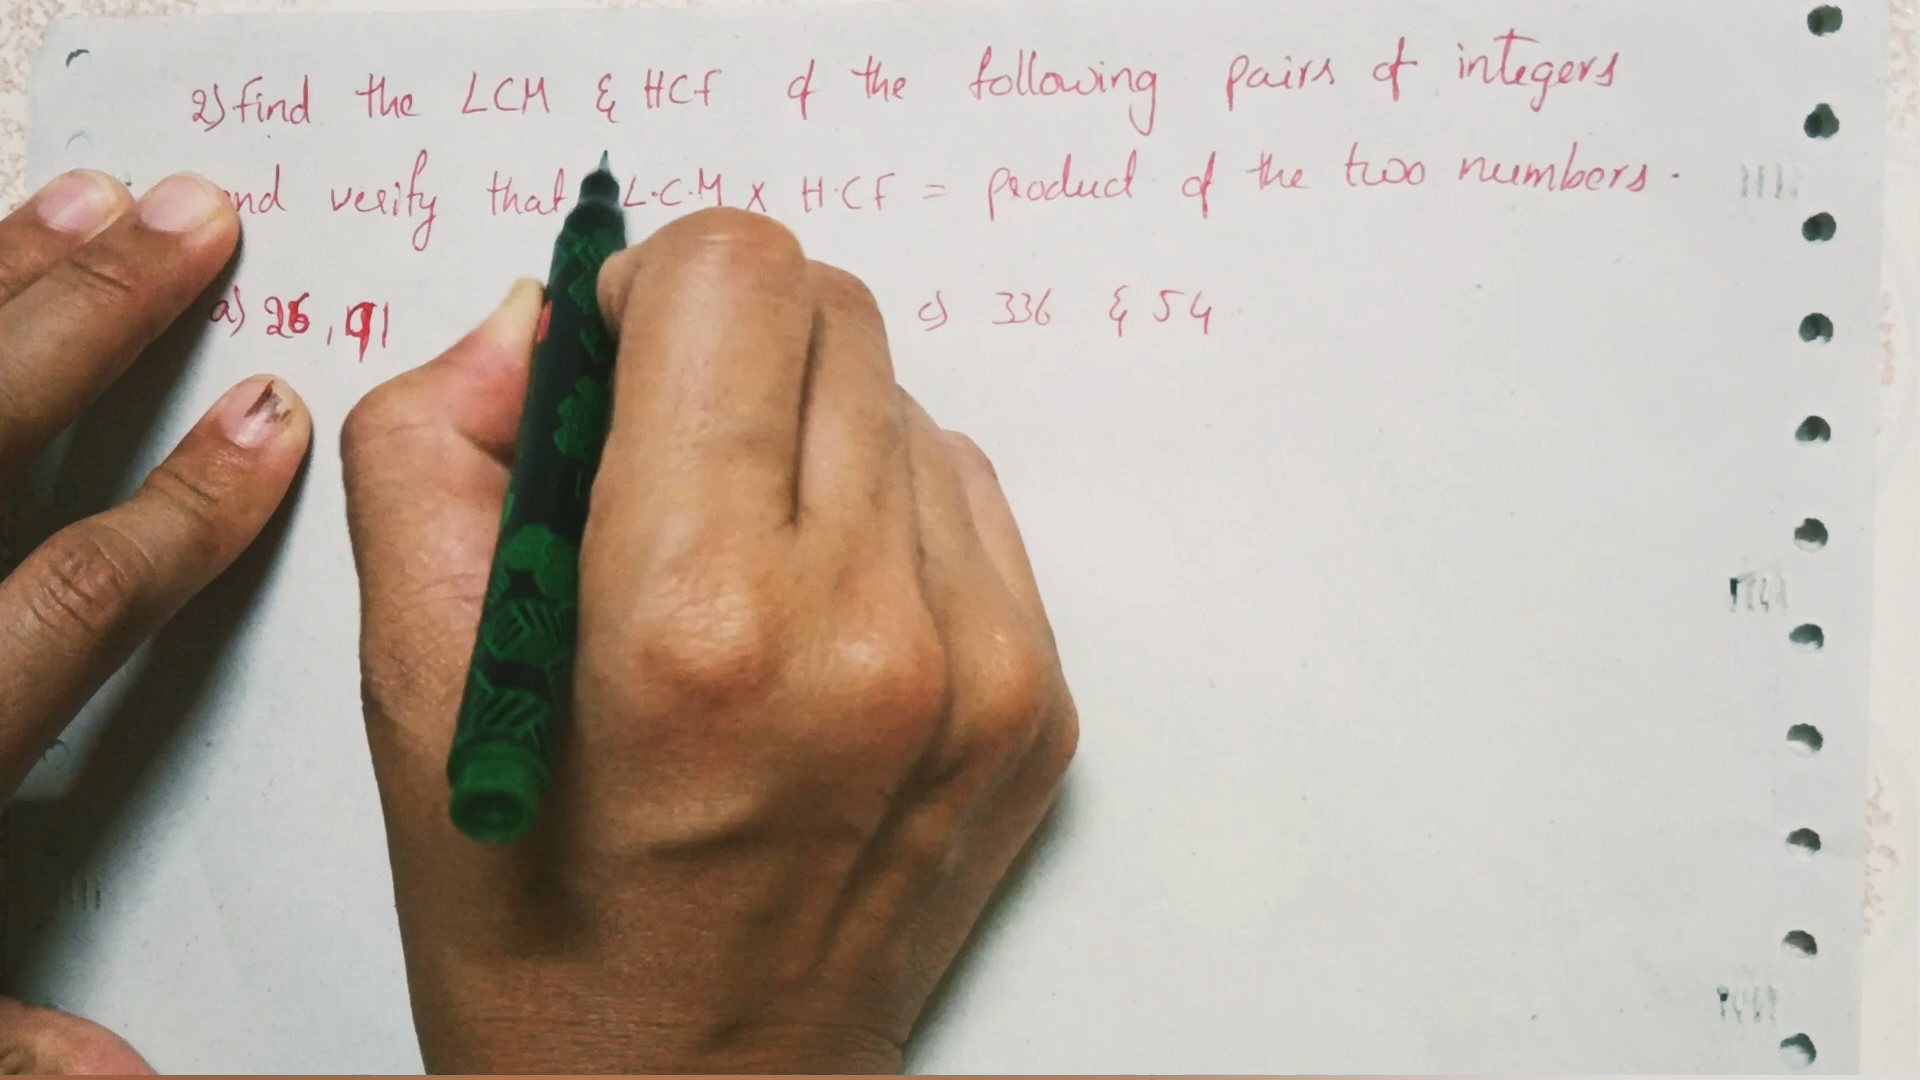 2) find the LCM & HCF of the following pairs of integers
and verify that L.C.M x H.CF = product of the two numbers.
a) 26, 91 c) 336 & 54